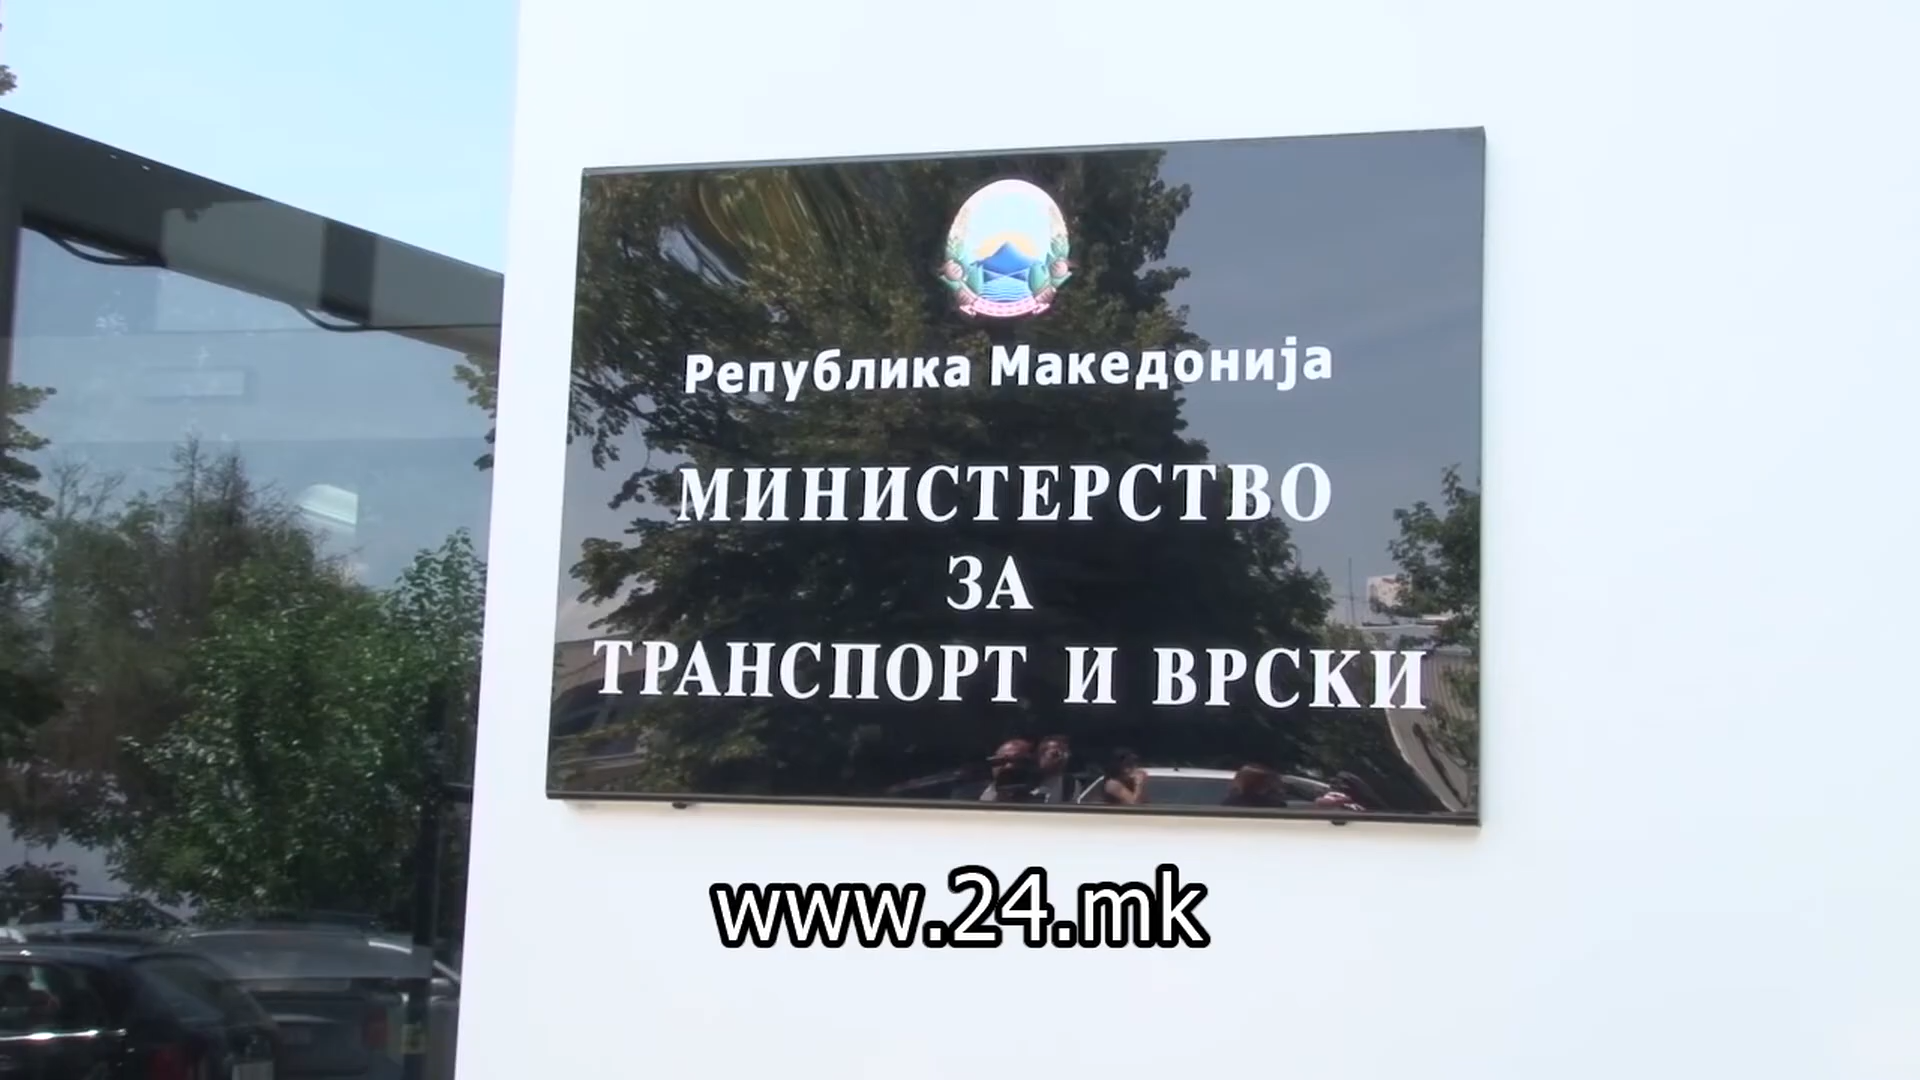 Република Македонија
МИНИСТЕРСТВО
ЗА
ТРАНСПОРТ И ВРСКИ
www.24.mk